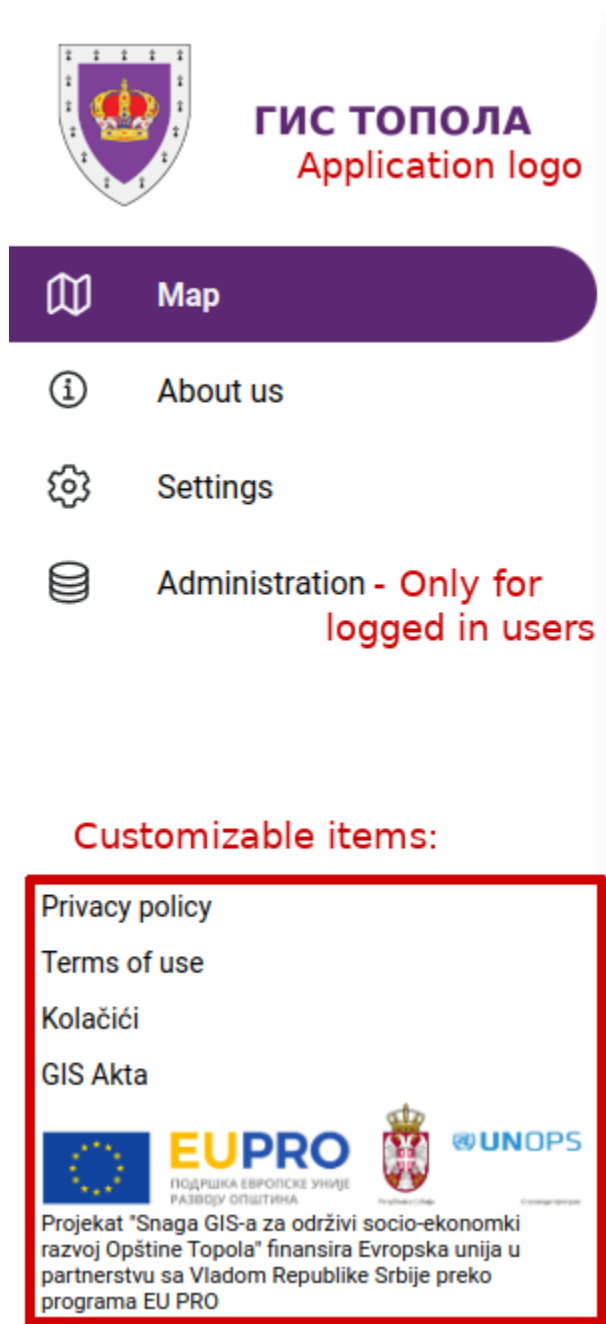 ГИС ТОПОЛА
Application logo
Map
About us
Settings
Administration - Only for
logged in users
Customizable items:
Privacy policy
Terms of use
Kolačići
GIS Akta
EUPRO
ПОДРШКА ЕВРОПСКЕ УНИЈЕ
РАЗВОЈУ ОПШТИНА
Република Србија
UNOPS
Projekat "Snaga GIS-a za održivi socio-ekonomki
razvoj Opštine Topola" finansira Evropska unija u
partnerstvu sa Vladom Republike Srbije preko
programa EU PRO